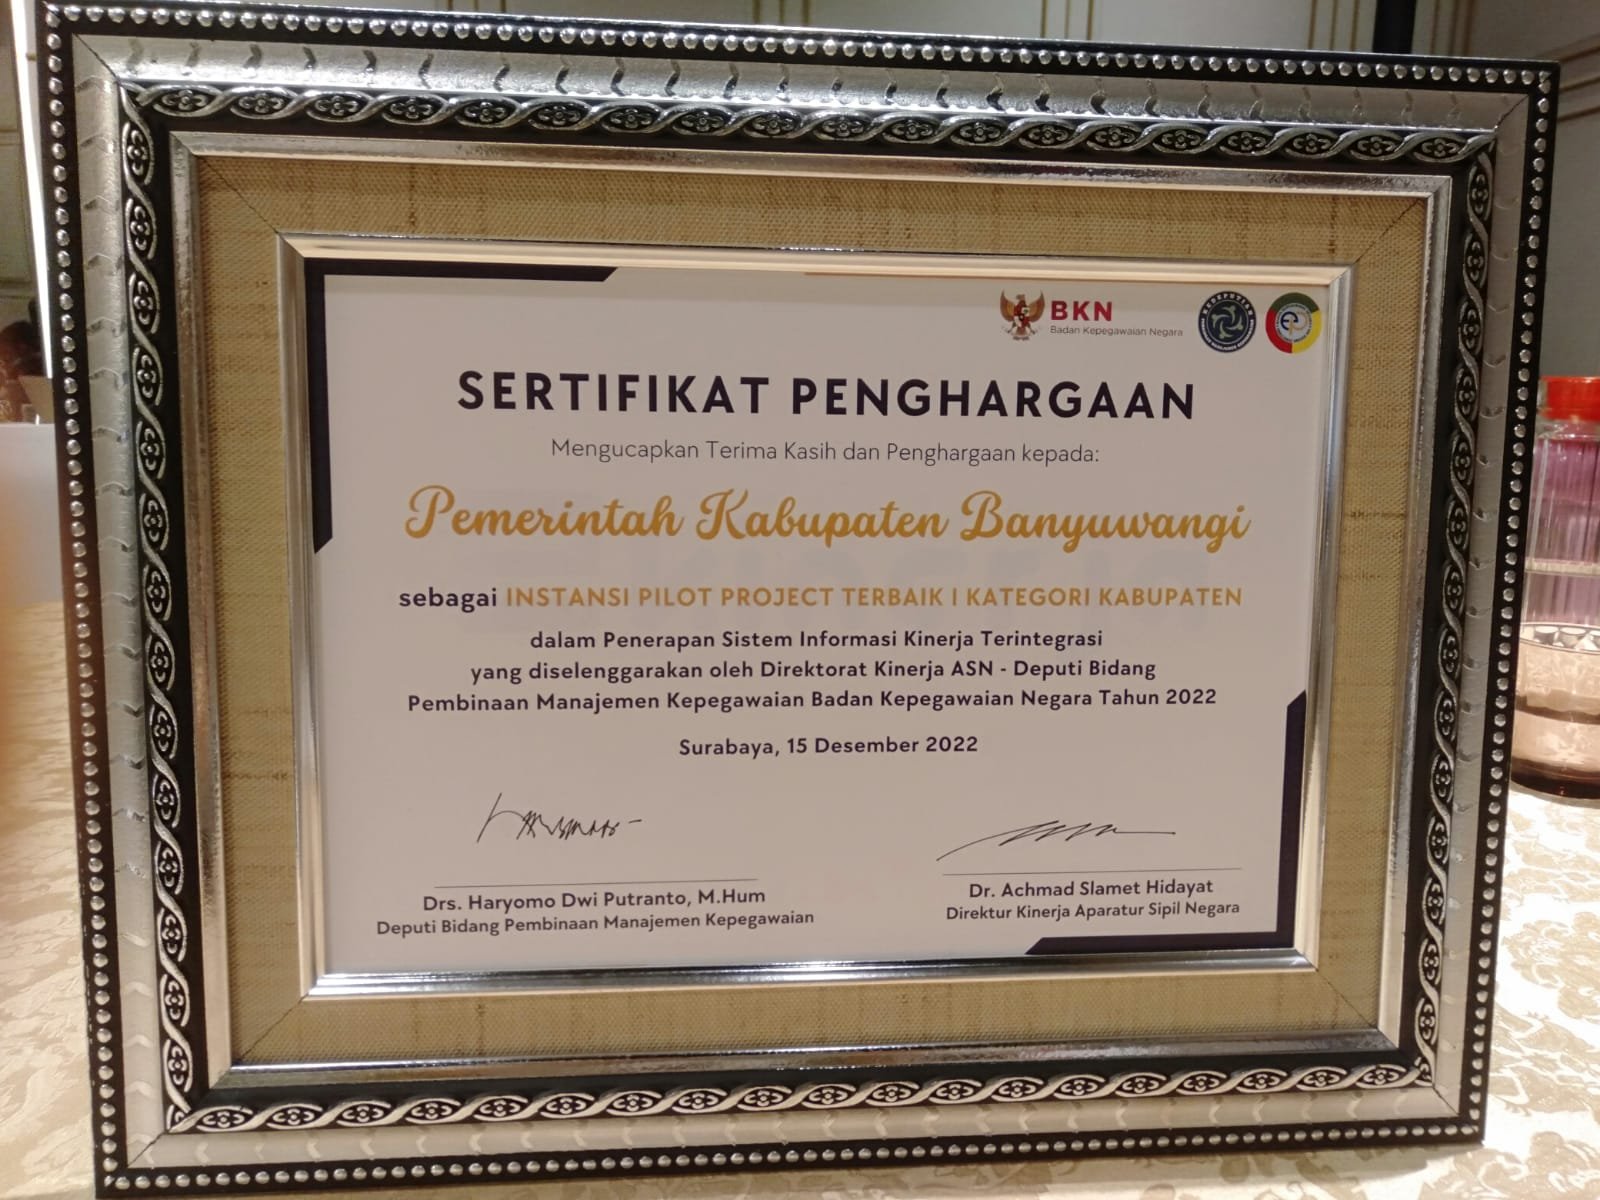 BKN
Badan Kepegawaian Negara
SERTIFIKAT PENGHARGAAN
Mengucapkan Terima Kasih dan Penghargaan kepada:
Pemerintah Kabupaten Banyuwangi
sebagai INSTANSI PILOT PROJECT TERBAIK I KATEGORI KABUPATEN
dalam Penerapan Sistem Informasi Kinerja Terintegrasi
yang diselenggarakan oleh Direktorat Kinerja ASN - Deputi Bidang
Pembinaan Manajemen Kepegawaian Badan Kepegawaian Negara Tahun 2022
Surabaya, 15 Desember 2022
Drs. Haryomo Dwi Putranto, M.Hum
Deputi Bidang Pembinaan Manajemen Kepegawaian
Dr. Achmad Slamet Hidayat
Direktur Kinerja Aparatur Sipil Negara